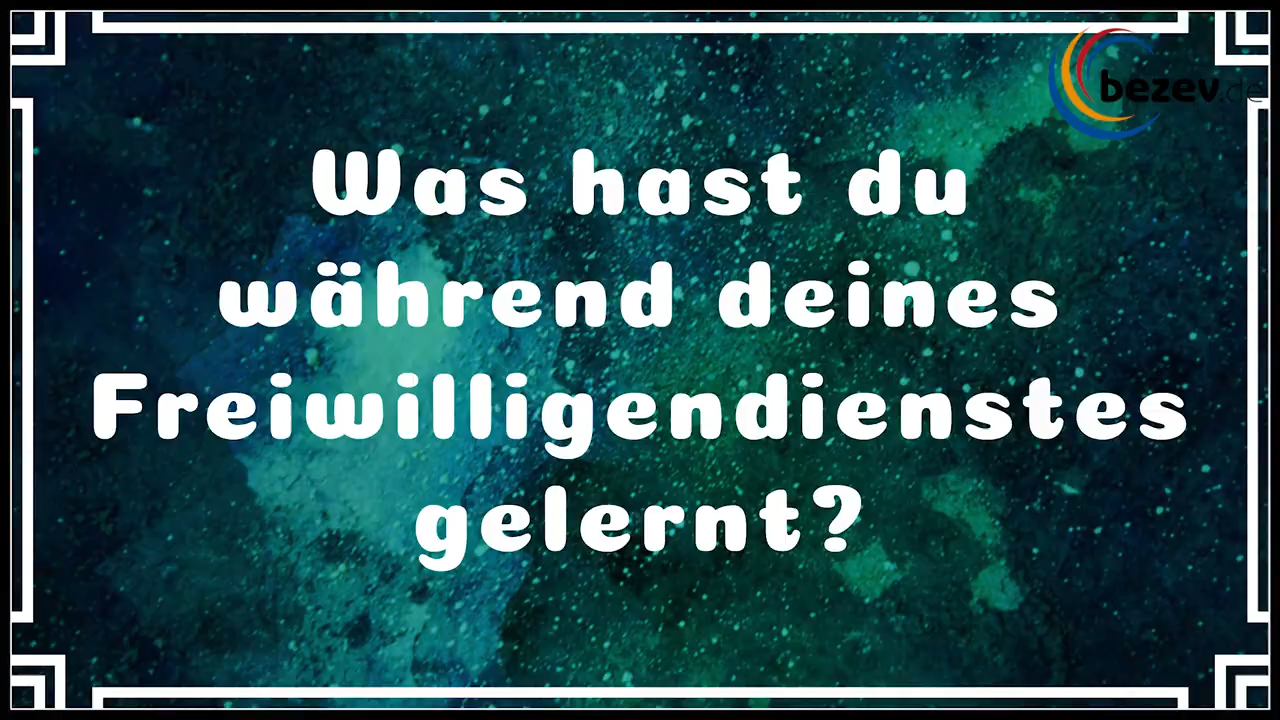 bezev.de
Was hast du
während deines
Freiwilligendienstes
gelernt?